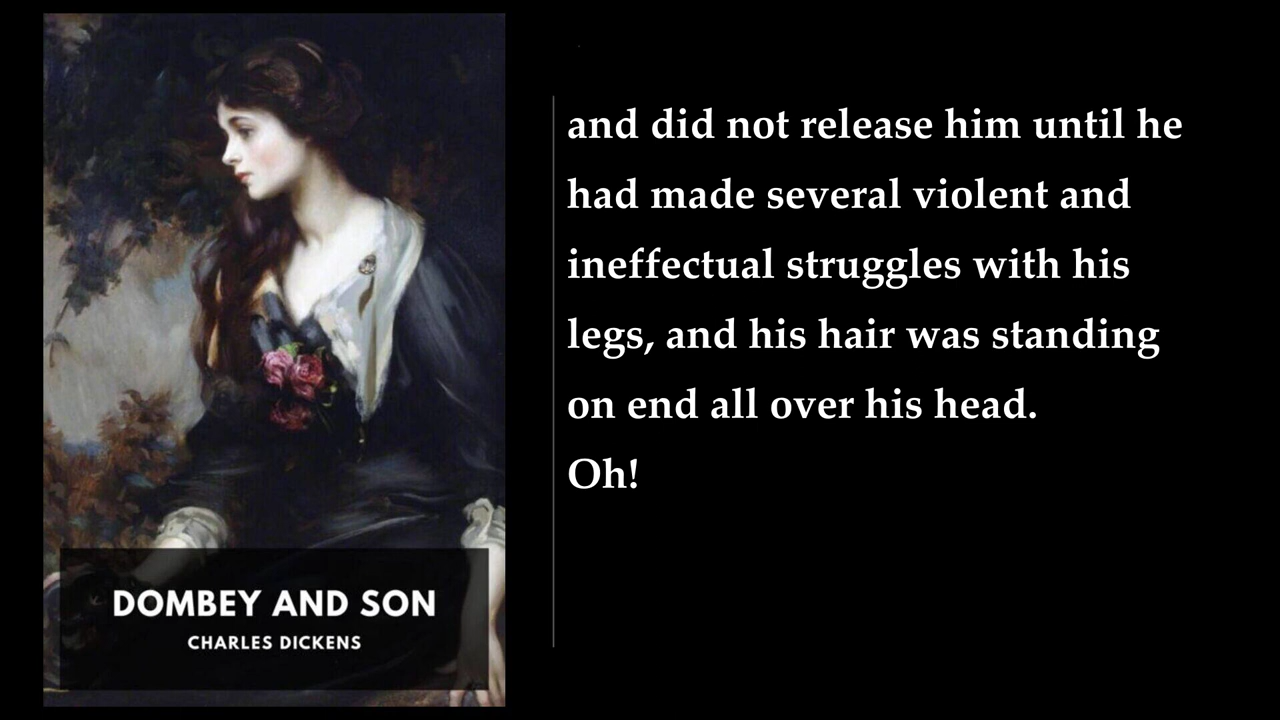 and did not release him until he
had made several violent and
ineffectual struggles with his
legs, and his hair was standing
on end all over his head.
Oh!
DOMBEY AND SON
CHARLES DICKENS